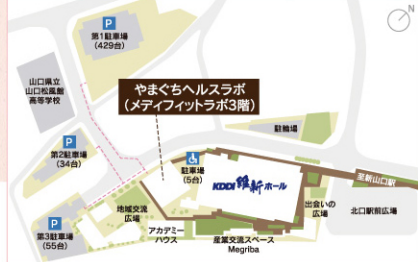 N
P
第1駐車場
(429台)
山口県立
山口松風館
高等学校
やまぐちヘルスラボ
(メディフィットラボ3階)
駐輪場
P
第2駐車場
(34台)
駐車場
(5台)
KDDI 維新ホール
至新山口駅
地域交流
広場
出会いの
広場
北口駅前広場
P
第3駐車場
(55台)
アカデミー
ハウス
産業交流スペース
Megriba